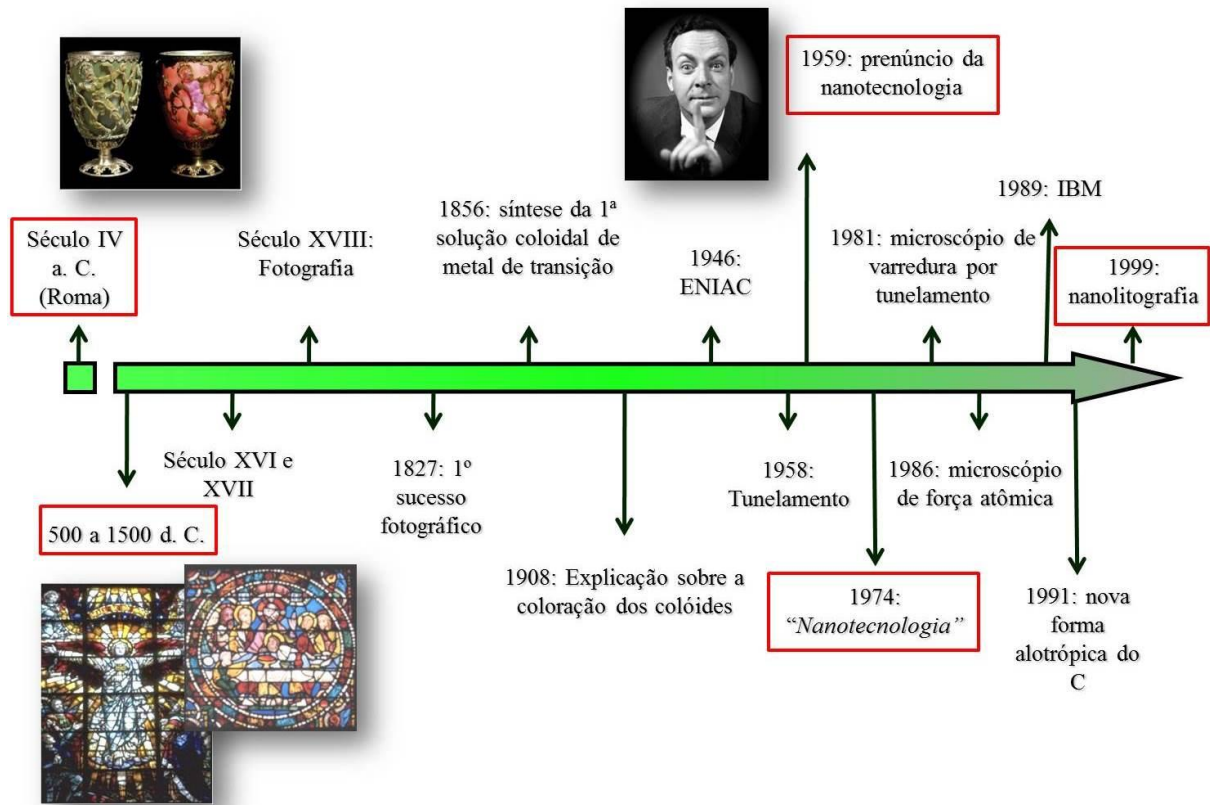 Século IV
a. C.
(Roma)
500 a 1500 d. C.
Século XVI e
XVII
Século XVIII:
Fotografia
1827: 1º
sucesso
fotográfico
1856: síntese da 1ª
solução coloidal de
metal de transição
1908: Explicação sobre a
coloração dos colóides
1946:
ENIAC
1958:
Tunelamento
1959: prenúncio da
nanotecnologia
1974:
“Nanotecnologia”
1981: microscópio de
varredura por
tunelamento
1986: microscópio
de força atômica
1989: IBM
1991: nova
forma
alotrópica do
C
1999:
nanolitografia